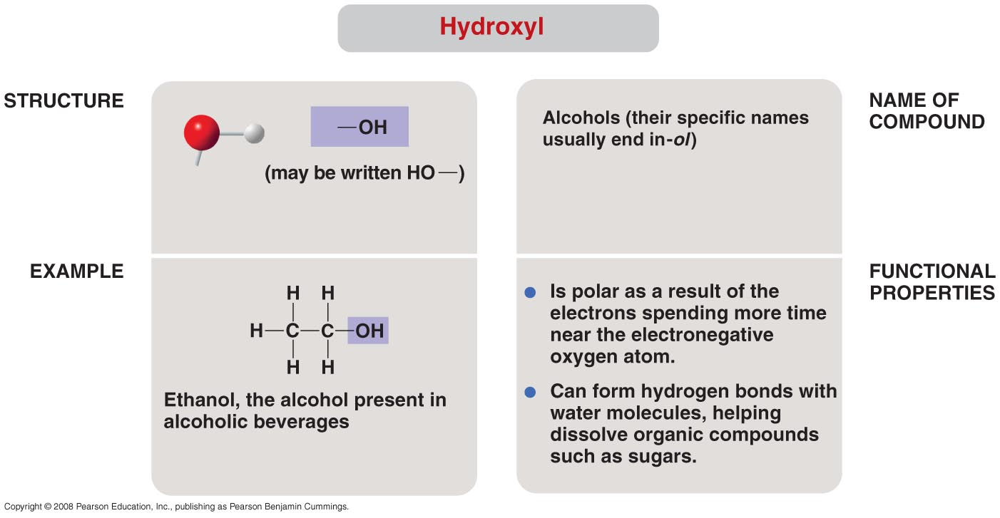 Hydroxyl
STRUCTURE
—OH
(may be written HO—)
Alcohols (their specific names
usually end in-ol)
NAME OF
COMPOUND
EXAMPLE
H H
H—C—C—OH
H H
Ethanol, the alcohol present in
alcoholic beverages
Is polar as a result of the
electrons spending more time
near the electronegative
oxygen atom.
Can form hydrogen bonds with
water molecules, helping
dissolve organic compounds
such as sugars.
FUNCTIONAL
PROPERTIES
Copyright © 2008 Pearson Education, Inc., publishing as Pearson Benjamin Cummings.